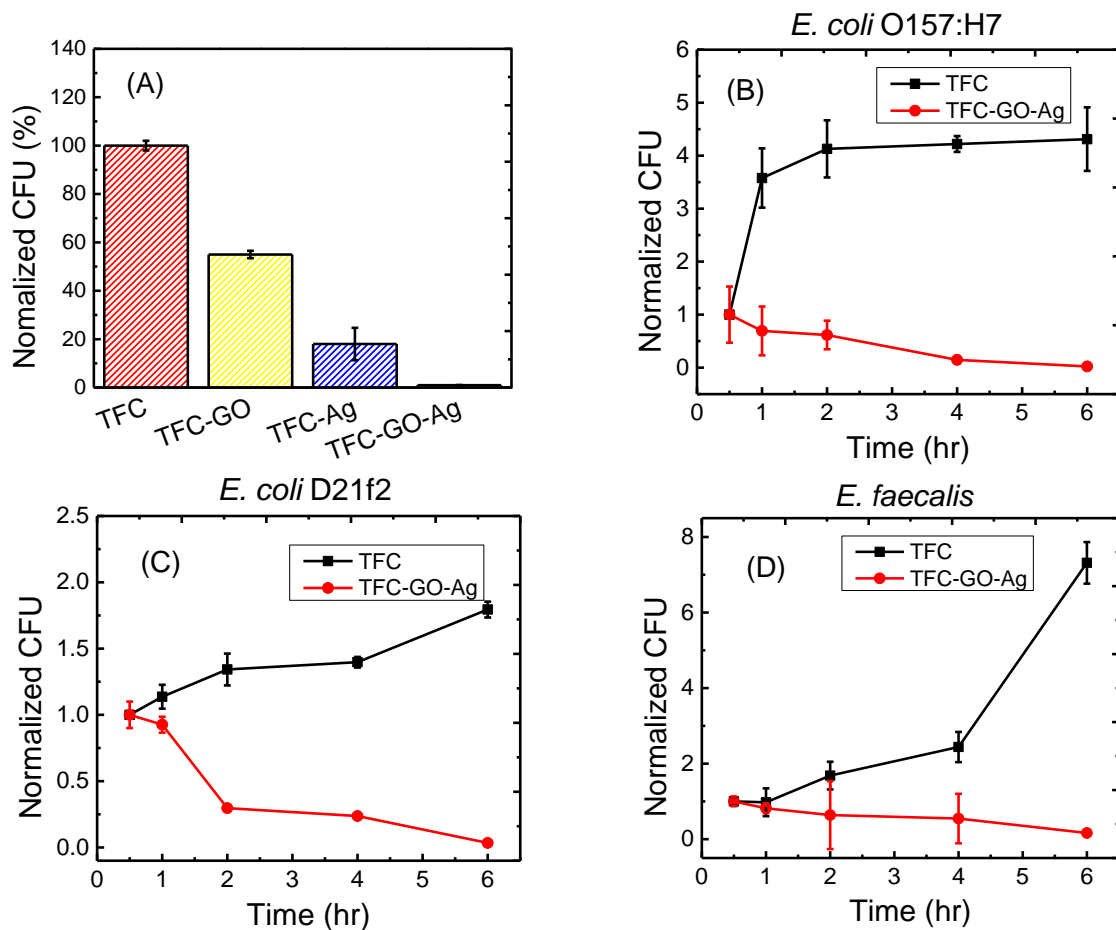 (A)
Nomalized CFU (%)
140
120
100
80
60
40
20
0
TFC
TFC-GO
TFC-Ag
TFC-GO-Ag
E. coli O157:H7
(B)
TFC
TFC-GO-Ag
Normalized CFU
6
5
4
3
2
1
0
0 1 2 3 4 5 6
Time (hr)
E. coli D21f2
(C)
TFC
TFC-GO-Ag
Normalized CFU
2.5
2.0
1.5
1.0
0.5
0.0
0 1 2 3 4 5 6
Time (hr)
E. faecalis
(D)
TFC
TFC-GO-Ag
Normalized CFU
8
6
4
2
0
0 1 2 3 4 5 6
Time (hr)